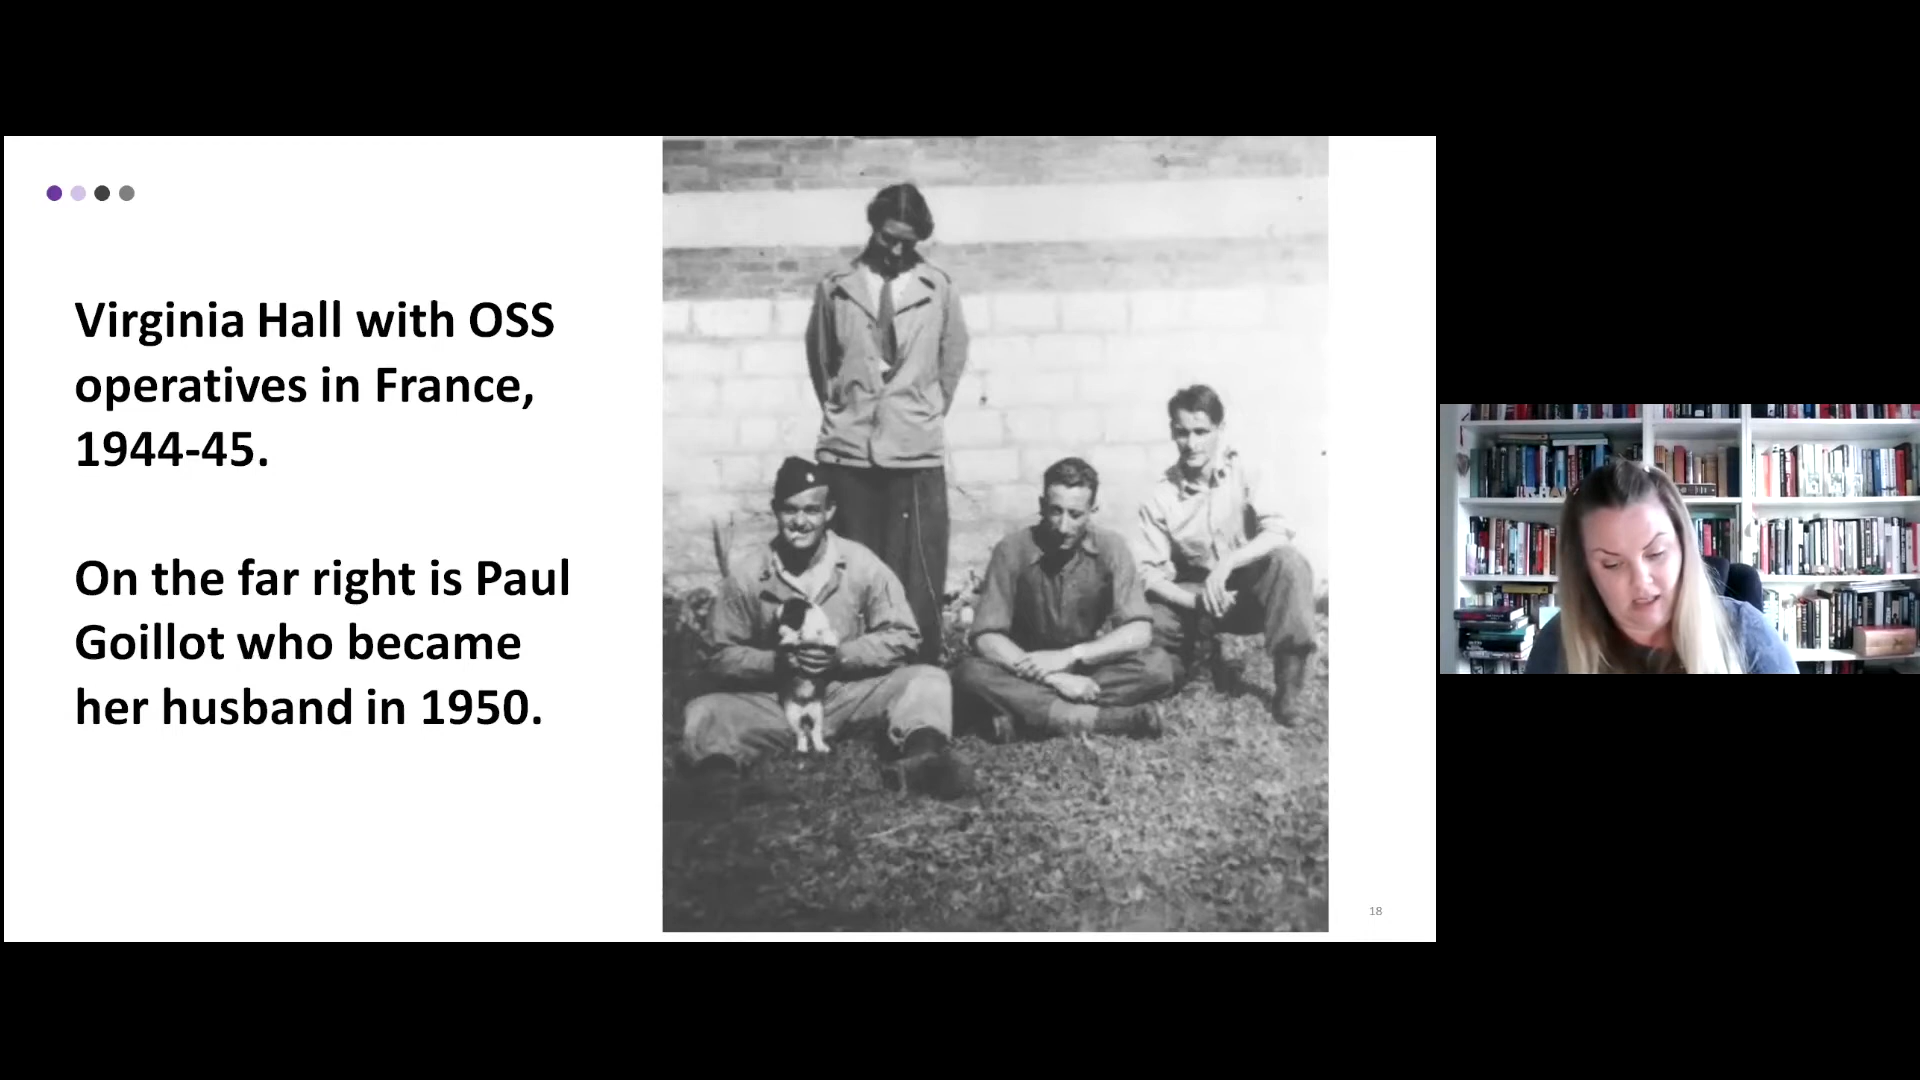 Virginia Hall with OSS
operatives in France,
1944-45.
On the far right is Paul
Goillot who became
her husband in 1950.
18